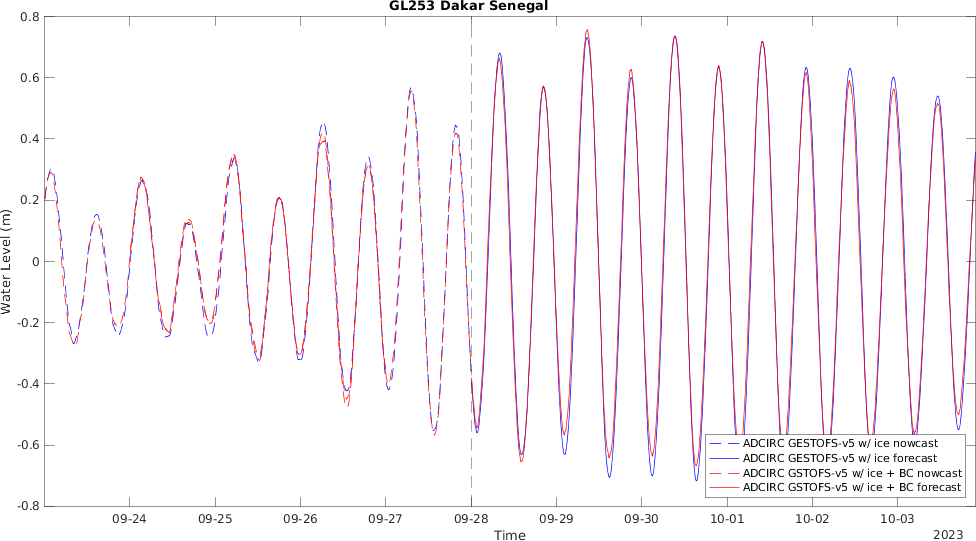 GL253 Dakar Senegal
0.8
0.6
0.4
0.2
0
-0.2
-0.4
-0.6
-0.8
Water Level (m)
ADCIRC GESTOFS-v5 w/ ice nowcast
ADCIRC GESTOFS-v5 w/ ice forecast
ADCIRC GSTOFS-v5 w/ ice + BC nowcast
ADCIRC GSTOFS-v5 w/ ice + BC forecast
09-24 09-25 09-26 09-27 09-28 09-29 09-30 10-01 10-02 10-03
Time
2023